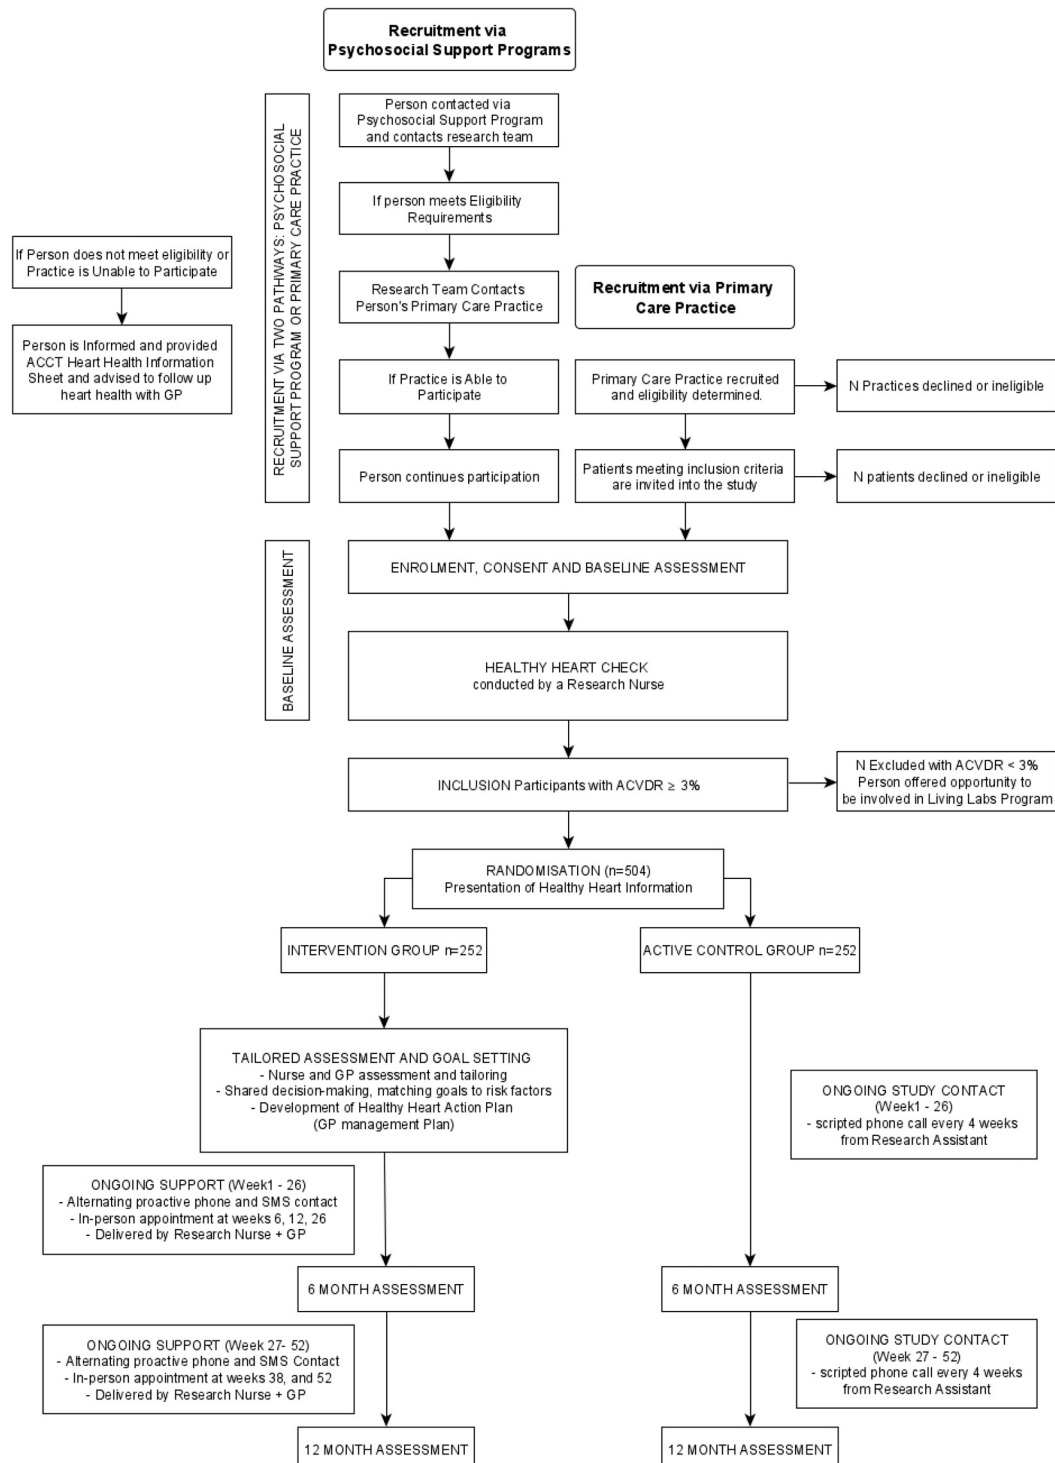 Recruitment via
Psychosocial Support Programs
RECRUITMENT VIA TWO PATHWAYS: PSYCHOSOCIAL
SUPPORT PROGRAM OR PRIMARY CARE PRACTICE
Person contacted via
Psychosocial Support Program
and contacts research team
If person meets Eligibility
Requirements
If Person does not meet eligibility or
Practice is Unable to Participate
Person is Informed and provided
ACCT Heart Health Information
Sheet and advised to follow up
heart health with GP
Research Team Contacts
Person's Primary Care Practice
Recruitment via Primary
Care Practice
If Practice is Able to
Participate
Primary Care Practice recruited
and eligibility determined.
N Practices declined or ineligible
Person continues participation
Patients meeting inclusion criteria
are invited into the study
N patients declined or ineligible
BASELINE ASSESSMENT
ENROLMENT, CONSENT AND BASELINE ASSESSMENT
HEALTHY HEART CHECK
conducted by a Research Nurse
INCLUSION Participants with ACVDR ≥ 3%
N Excluded with ACVDR < 3%
Person offered opportunity to
be involved in Living Labs Program
RANDOMISATION (n=504)
Presentation of Healthy Heart Information
INTERVENTION GROUP n=252
ACTIVE CONTROL GROUP n=252
TAILORED ASSESSMENT AND GOAL SETTING
- Nurse and GP assessment and tailoring
- Shared decision-making, matching goals to risk factors
- Development of Healthy Heart Action Plan
(GP management Plan)
ONGOING STUDY CONTACT
(Week1 - 26)
- scripted phone call every 4 weeks
from Research Assistant
ONGOING SUPPORT (Week1 - 26)
- Alternating proactive phone and SMS contact
- In-person appointment at weeks 6, 12, 26
- Delivered by Research Nurse + GP
6 MONTH ASSESSMENT
6 MONTH ASSESSMENT
ONGOING SUPPORT (Week 27- 52)
- Alternating proactive phone and SMS Contact
- In-person appointment at weeks 38, and 52
- Delivered by Research Nurse + GP
ONGOING STUDY CONTACT
(Week 27 - 52)
- scripted phone call every 4 weeks
from Research Assistant
12 MONTH ASSESSMENT
12 MONTH ASSESSMENT